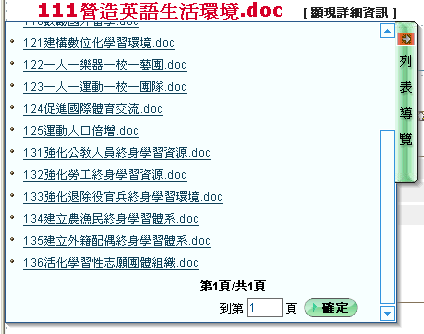 111營造英語生活環境.doc [ 顯現詳細資訊 ]
121建構數位化學習環境.doc
122一人一樂器一校一藝團.doc
123一人一運動一校一團隊.doc
124促進國際體育交流.doc
125運動人口倍增.doc
131強化公教人員終身學習資源.doc
132強化勞工終身學習資源.doc
133強化退除役官兵終身學習環境.doc
134建立農漁民終身學習體系.doc
135建立外籍配偶終身學習體系.doc
136活化學習性志願團體組織.doc
第1頁/共1頁
到第 1 頁 確定
列表導覽